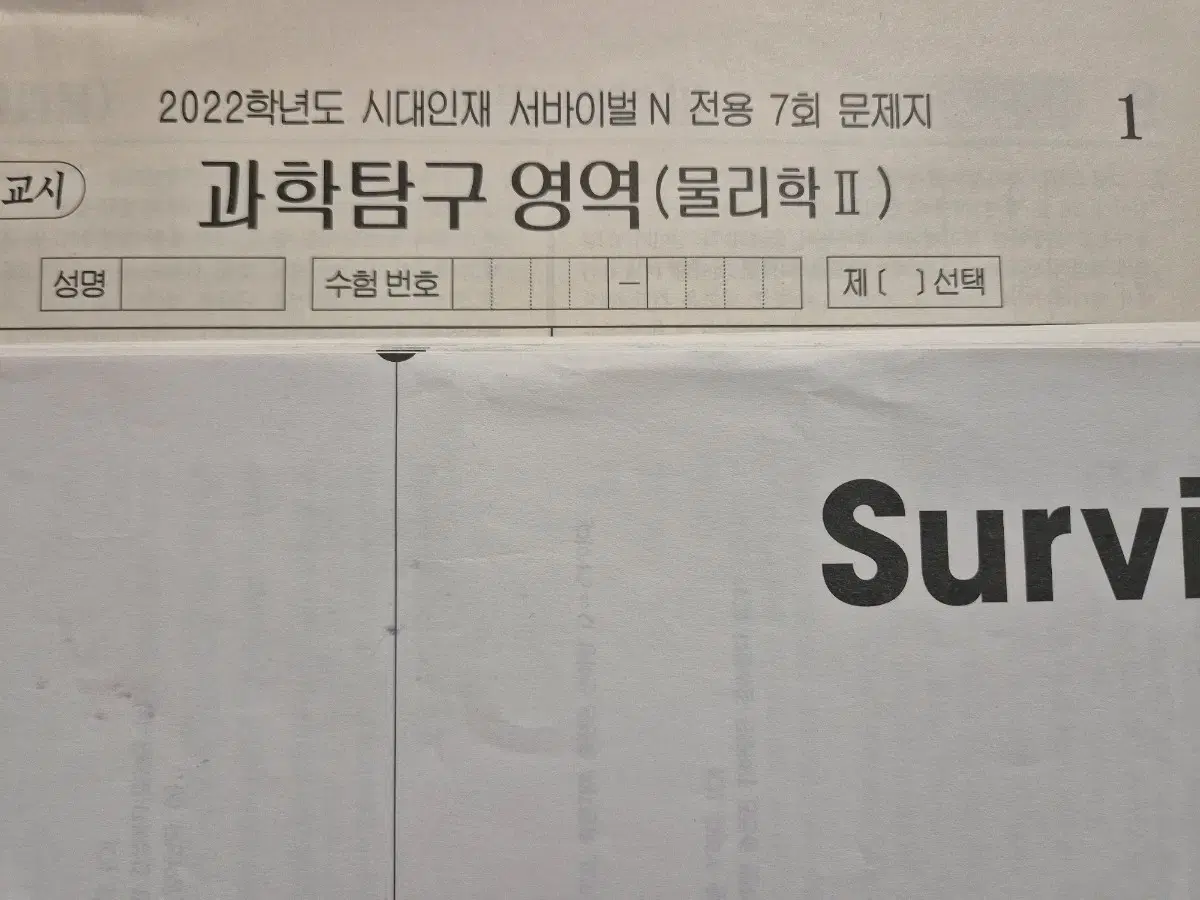 2022학년도 시대인재 서바이벌 N 전용 7회 문제지 1
교시 과학탐구 영역 (물리학Ⅱ)
성명 수험 번호 - 제 ( ) 선택
Survi